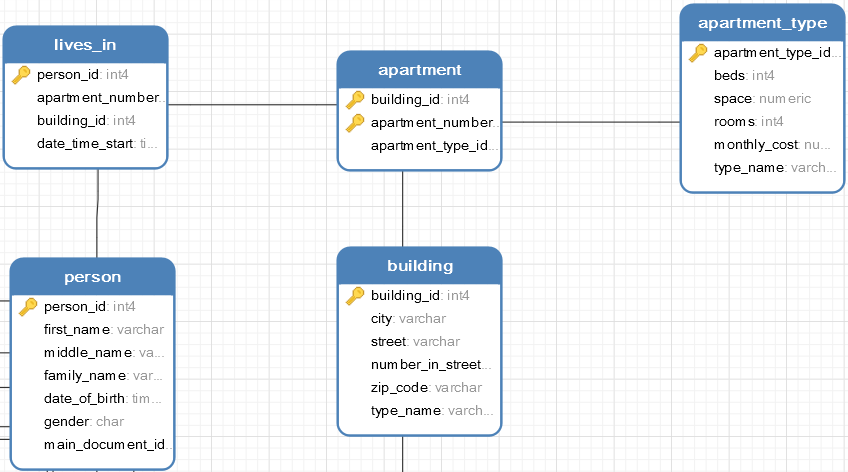 lives_in
person_id: int4
apartment_number..
building_id: int4
date_time_start: ti...
apartment
building_id: int4
apartment_number..
apartment_type_id...
apartment_type
apartment_type_id...
beds: int4
space: numeric
rooms: int4
monthly_cost: nu...
type_name: varch...
person
person_id: int4
first_name: varchar
middle_name: va...
family_name: var...
date_of_birth: tim...
gender: char
main_document_id..
building
building_id: int4
city: varchar
street: varchar
number_in_street...
zip_code: varchar
type_name: varch...